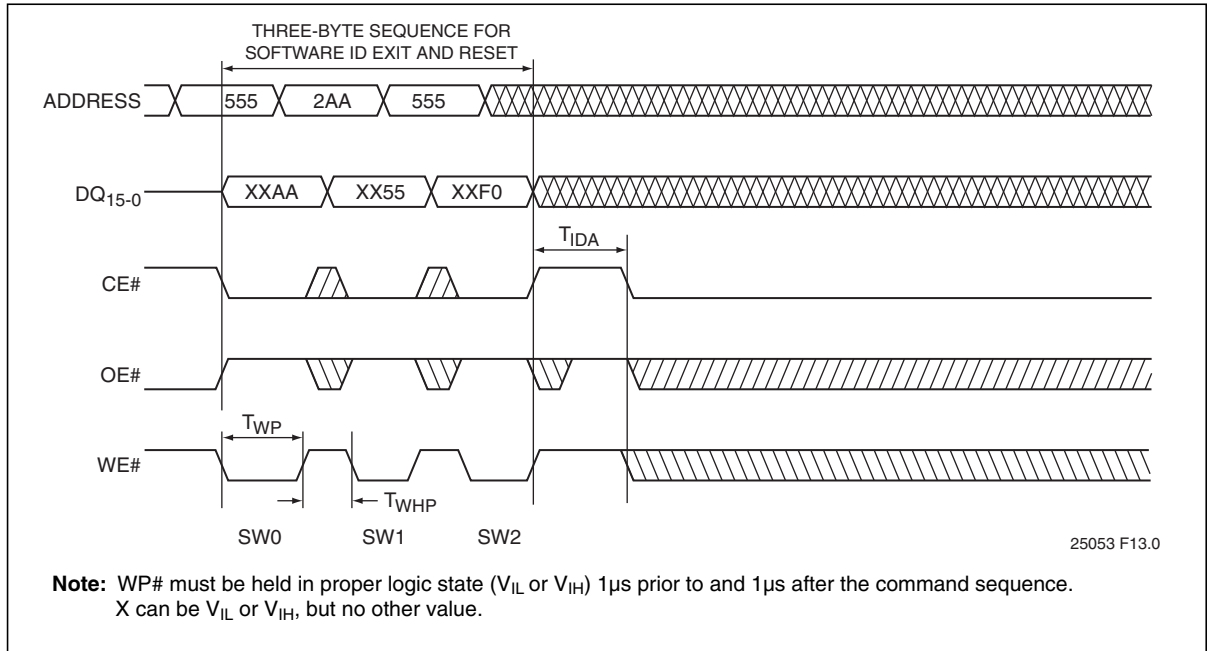 THREE-BYTE SEQUENCE FOR
SOFTWARE ID EXIT AND RESET
ADDRESS 555 2AA 555
DQ15-0 XXAA XX55 XXF0
TIDA
CE#
OE#
TWP
WE#
TWHP
SW0 SW1 SW2
25053 F13.0
Note: WP# must be held in proper logic state (VIL or VIH) 1µs prior to and 1µs after the command sequence.
X can be VIL or VIH, but no other value.